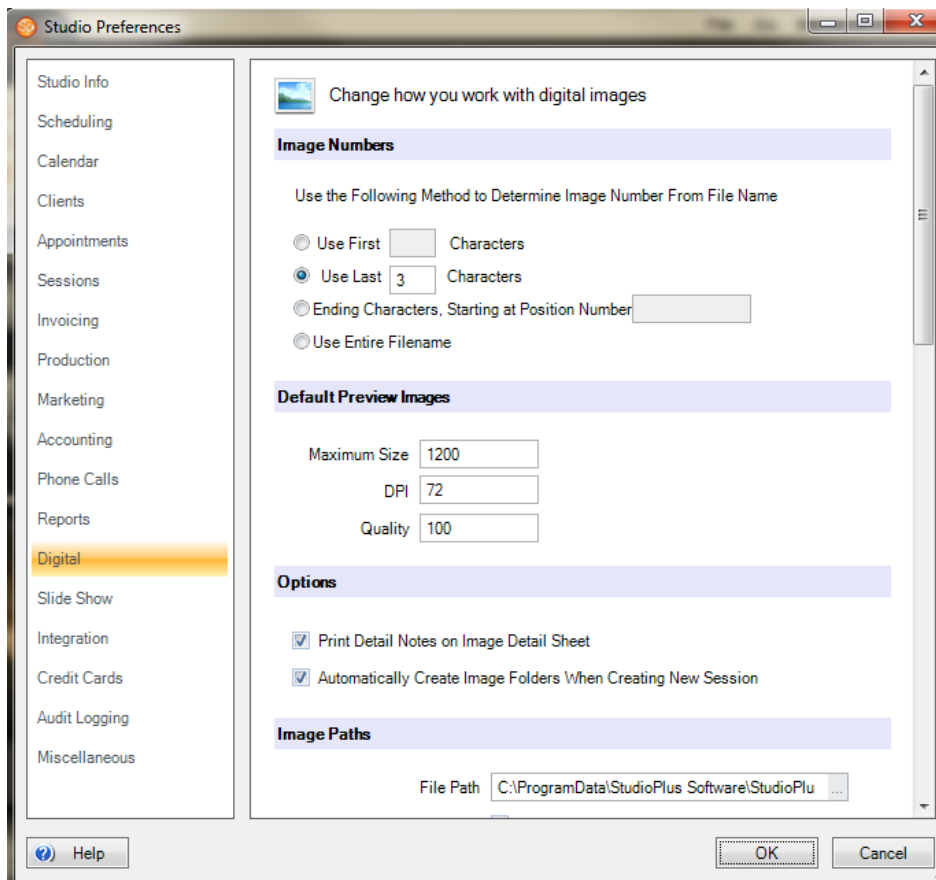 Studio Preferences
Studio Info
Scheduling
Calendar
Clients
Appointments
Sessions
Invoicing
Production
Marketing
Accounting
Phone Calls
Reports
Digital
Slide Show
Integration
Credit Cards
Audit Logging
Miscellaneous
Change how you work with digital images
Image Numbers
Use the Following Method to Determine Image Number From File Name
Use First Characters
Use Last 3 Characters
Ending Characters, Starting at Position Number
Use Entire Filename
Default Preview Images
Maximum Size 1200
DPI 72
Quality 100
Options
Print Detail Notes on Image Detail Sheet
Automatically Create Image Folders When Creating New Session
Image Paths
File Path C:\ProgramData\StudioPlus Software\StudioPlu ...
Help OK Cancel